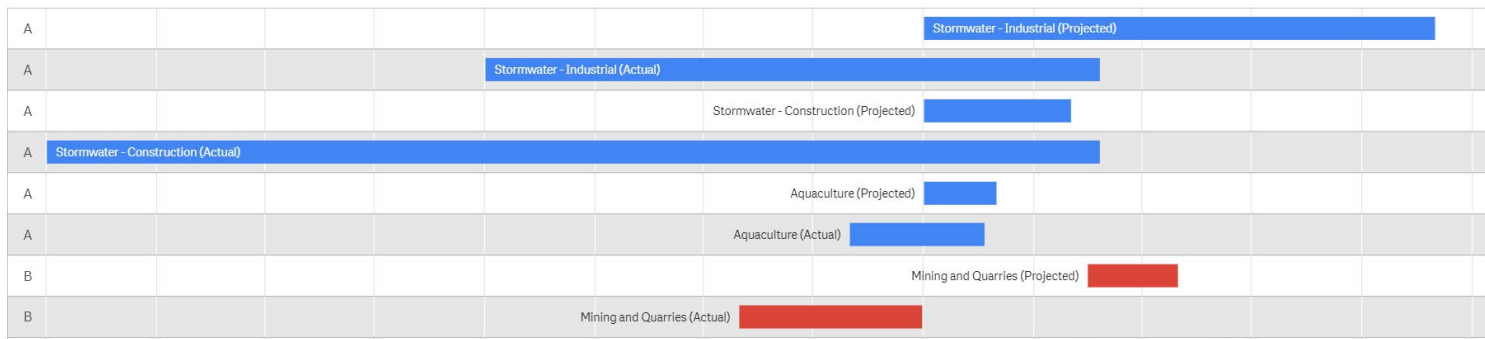 A Stormwater - Industrial (Projected)
A Stormwater - Industrial (Actual)
A Stormwater - Construction (Projected)
A Stormwater - Construction (Actual)
A Aquaculture (Projected)
A Aquaculture (Actual)
B Mining and Quarries (Projected)
B Mining and Quarries (Actual)